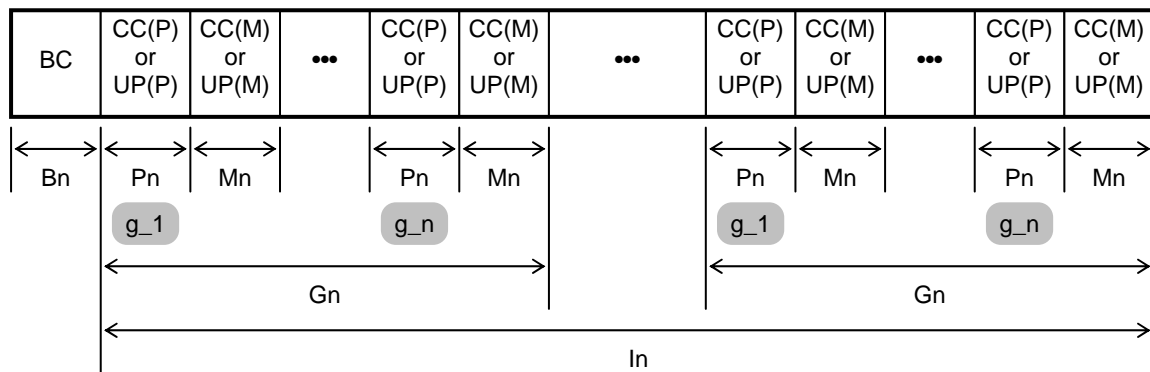 BC
CC(P)
or
UP(P)
CC(M)
or
UP(M)
•••
CC(P)
or
UP(P)
CC(M)
or
UP(M)
•••
CC(P)
or
UP(P)
CC(M)
or
UP(M)
•••
CC(P)
or
UP(P)
CC(M)
or
UP(M)
Bn
Pn
Mn
Pn
Mn
Pn
Mn
Pn
Mn
g_1
g_n
g_1
g_n
Gn
Gn
In